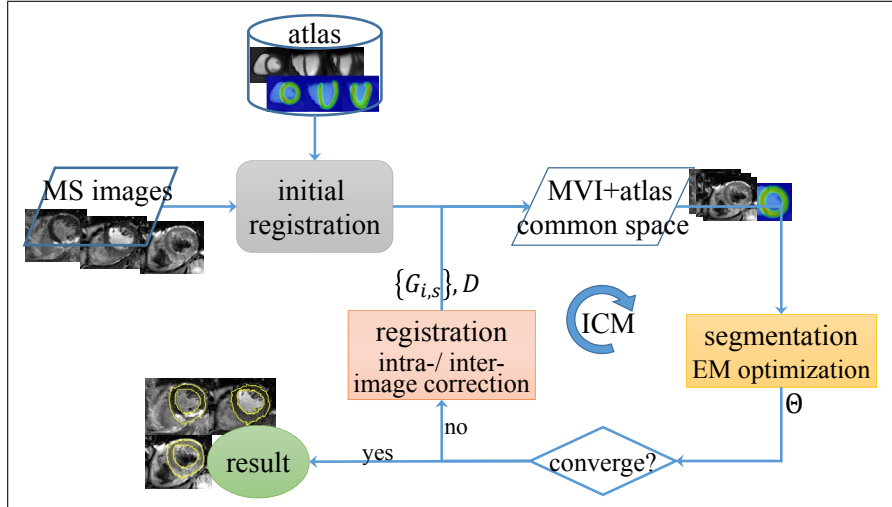 atlas
MS images
initial
registration
MVI+atlas
common space
{G_{i,s}}, D
registration
intra-/ inter-
image correction
ICM
segmentation
EM optimization
Θ
no
yes
converge?
result